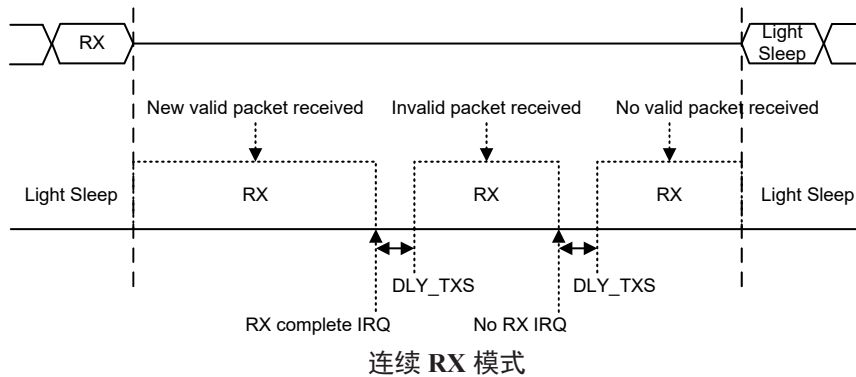 RX
Light
Sleep
New valid packet received
Invalid packet received
No valid packet received
Light Sleep
RX
RX
RX
Light Sleep
DLY_TXS
DLY_TXS
RX complete IRQ
No RX IRQ
连续 RX 模式